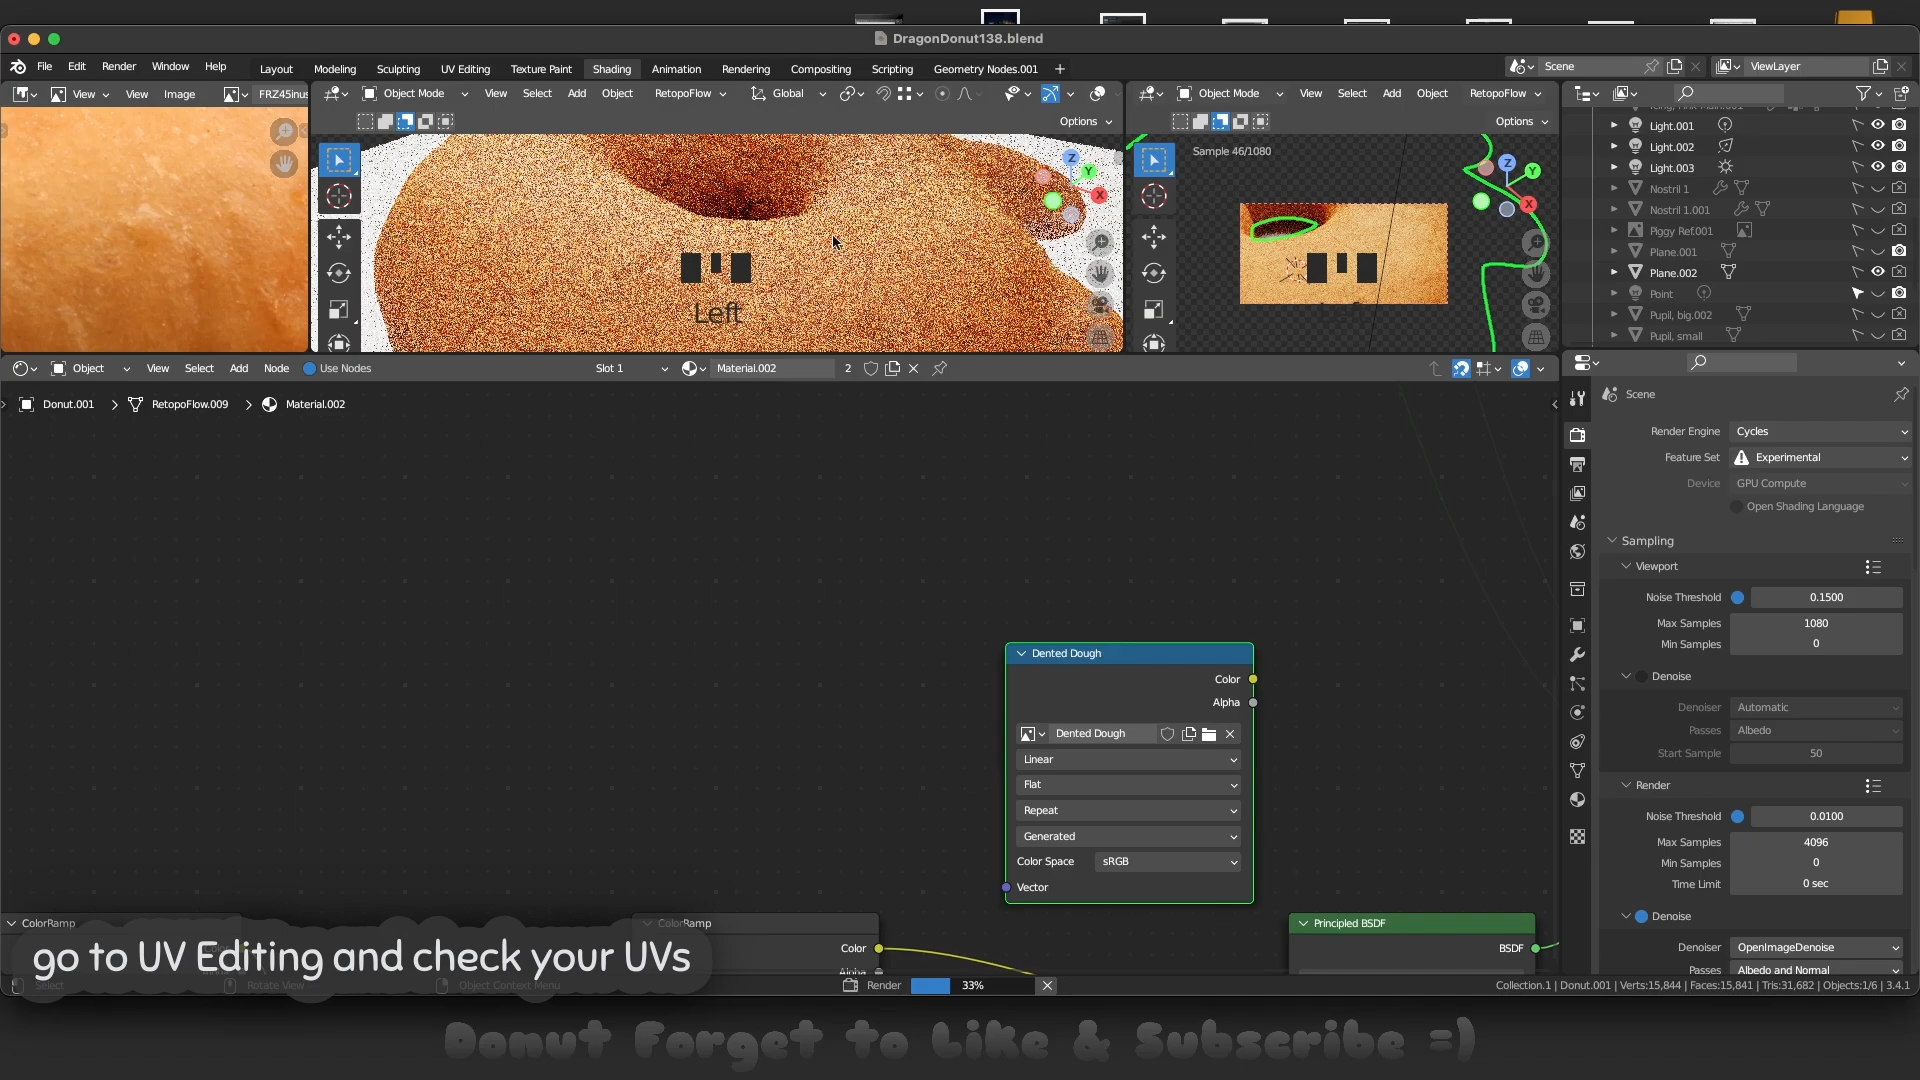 DragonDonut138.blend
File Edit Render Window Help
Layout Modeling Sculpting UV Editing Texture Paint Shading Animation Rendering Compositing Scripting Geometry Nodes.001 +
Scene
ViewLayer
View View Image FRZ45inus
Object Mode View Select Add Object RetopoFlow Global
Options
Left
Object Mode View Select Add Object RetopoFlow
Options
Sample 46/1080
Z
Y
X
Z
Y
X
Light.001
Light.002
Light.003
Nostril 1
Nostril 1.001
Piggy Ref.001
Plane.001
Plane.002
Point
Pupil, big.002
Pupil, small
Object View Select Add Node Use Nodes Slot 1 Material.002 2
Donut.001 > RetopoFlow.009 > Material.002
Dented Dough
Color
Alpha
Dented Dough
Linear
Flat
Repeat
Generated
Color Space sRGB
Vector
ColorRamp
ColorRamp
Color
Alpha
Principled BSDF
BSDF
Scene
Render Engine Cycles
Feature Set Experimental
Device GPU Compute
Open Shading Language
Sampling
Viewport
Noise Threshold 0.1500
Max Samples 1080
Min Samples 0
Denoise
Denoiser Automatic
Passes Albedo
Start Sample 50
Render
Noise Threshold 0.0100
Max Samples 4096
Min Samples 0
Time Limit 0 sec
Denoise
Denoiser OpenImageDenoise
Passes Albedo and Normal
go to UV Editing and check your UVs
Select Rotate View Object Context Menu
Render 33%
Collection.1 | Donut.001 | Verts:15,844 | Faces:15,841 | Tris:31,682 | Objects:1/6 | 3.4.1
Donut Forget to Like & Subscribe =)